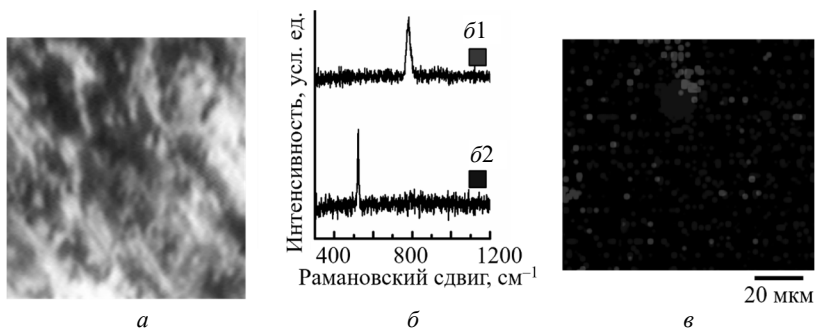 Интенсивность, усл. ед.
б1
б2
400 800 1200
Рамановский сдвиг, см–1
20 мкм
а б в